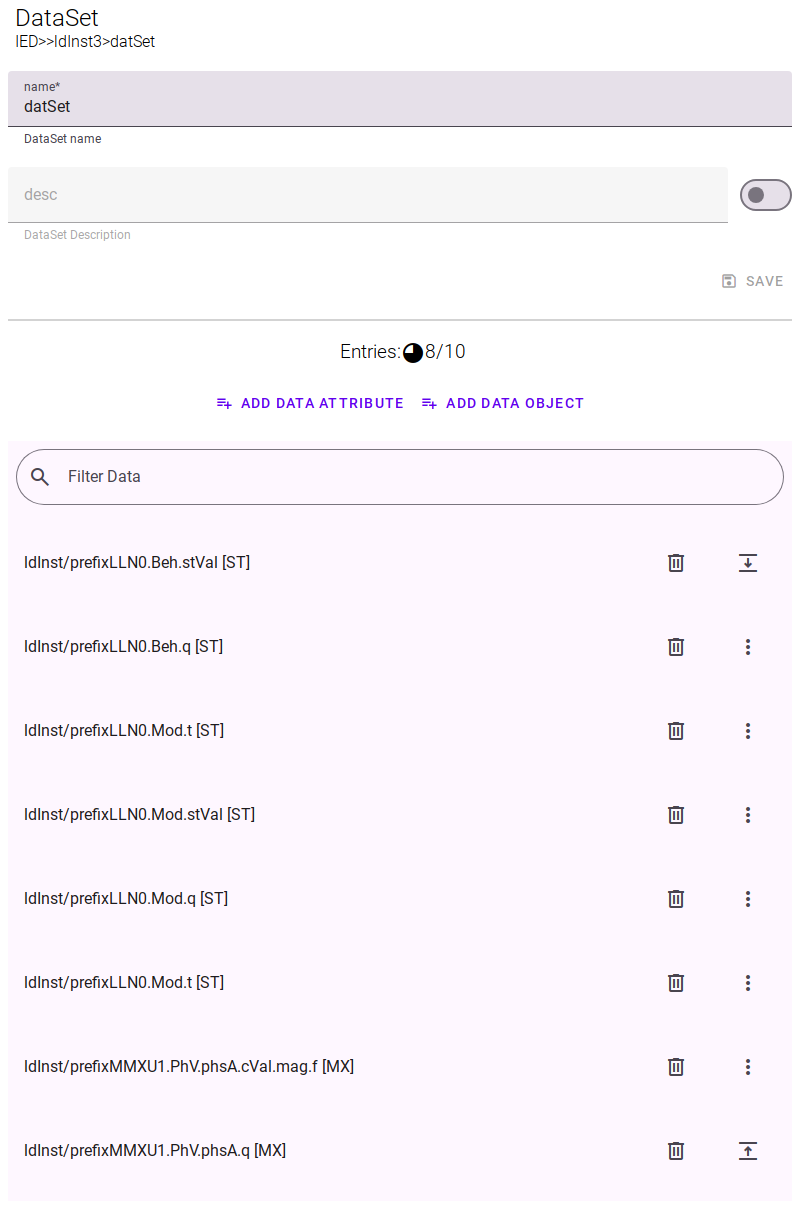 DataSet
IED>>ldInst3>datSet
name*
datSet
DataSet name
desc
DataSet Description
SAVE
Entries: 8/10
ADD DATA ATTRIBUTE ADD DATA OBJECT
Filter Data
ldInst/prefixLLN0.Beh.stVal [ST]
ldInst/prefixLLN0.Beh.q [ST]
ldInst/prefixLLN0.Mod.t [ST]
ldInst/prefixLLN0.Mod.stVal [ST]
ldInst/prefixLLN0.Mod.q [ST]
ldInst/prefixLLN0.Mod.t [ST]
ldInst/prefixMMXU1.PhV.phsA.cVal.mag.f [MX]
ldInst/prefixMMXU1.PhV.phsA.q [MX]